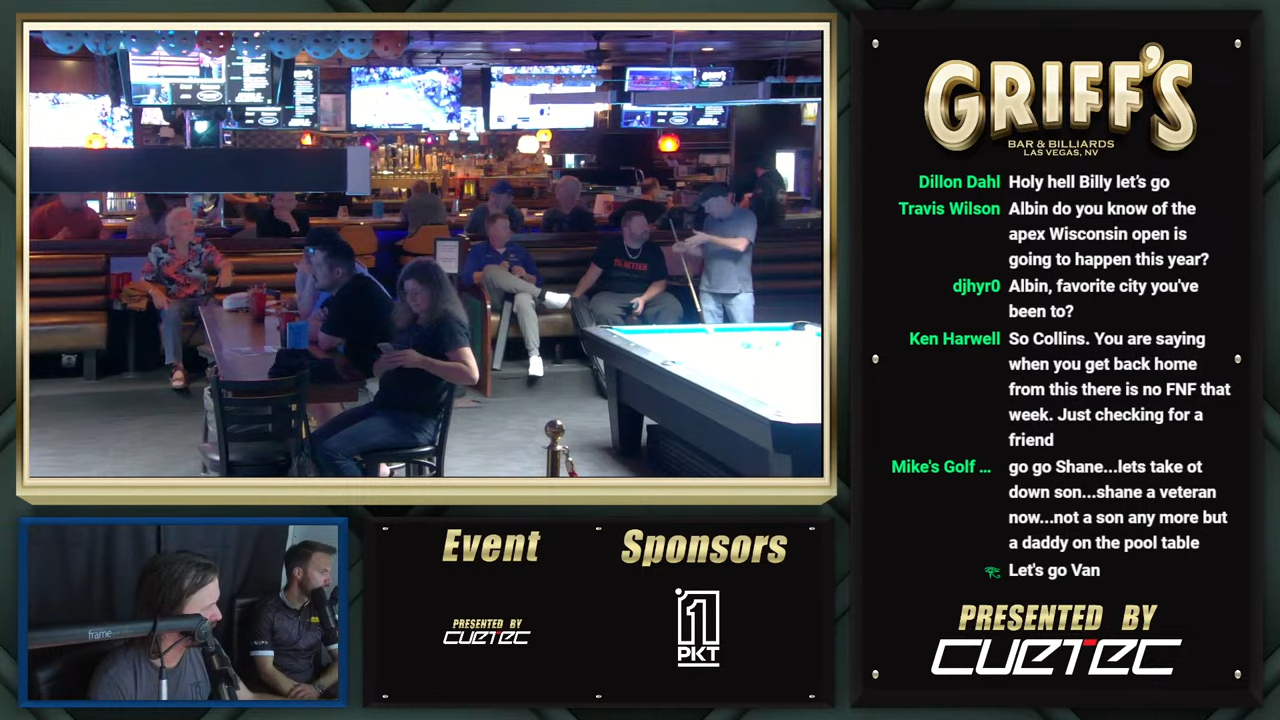 GRIFF'S
BAR & BILLIARDS
LAS VEGAS, NV
Dillon Dahl Holy hell Billy let's go
Travis Wilson Albin do you know of the
apex Wisconsin open is
going to happen this year?
djhyr0 Albin, favorite city you've
been to?
Ken Harwell So Collins. You are saying
when you get back home
from this there is no FNF that
week. Just checking for a
friend
Mike's Golf ... go go Shane...lets take ot
down son...shane a veteran
now...not a son any more but
a daddy on the pool table
Let's go Van
PRESENTED BY
CUETEC
Event
PRESENTED BY
CUETEC
Sponsors
1
PKT
frame